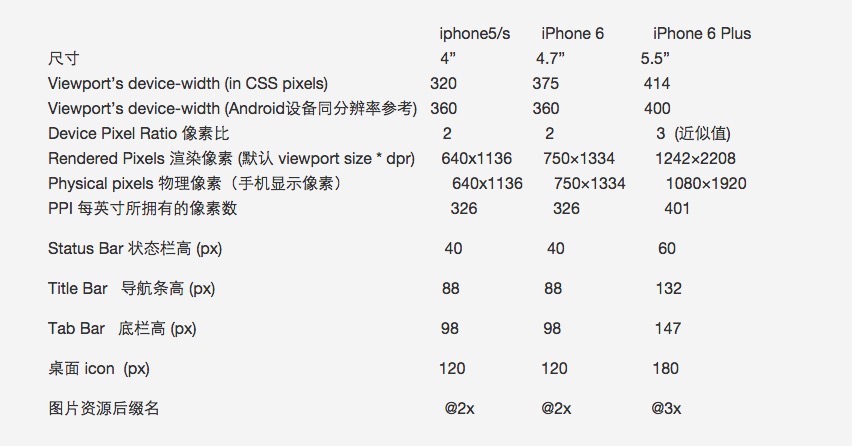 iphone5/s iPhone 6 iPhone 6 Plus
尺寸 4” 4.7” 5.5”
Viewport’s device-width (in CSS pixels) 320 375 414
Viewport’s device-width (Android设备同分辨率参考) 360 360 400
Device Pixel Ratio 像素比 2 2 3 (近似值)
Rendered Pixels 渲染像素 (默认 viewport size * dpr) 640x1136 750×1334 1242×2208
Physical pixels 物理像素（手机显示像素） 640x1136 750×1334 1080×1920
PPI 每英寸所拥有的像素数 326 326 401
Status Bar 状态栏高 (px) 40 40 60
Title Bar 导航条高 (px) 88 88 132
Tab Bar 底栏高 (px) 98 98 147
桌面 icon (px) 120 120 180
图片资源后缀名 @2x @2x @3x